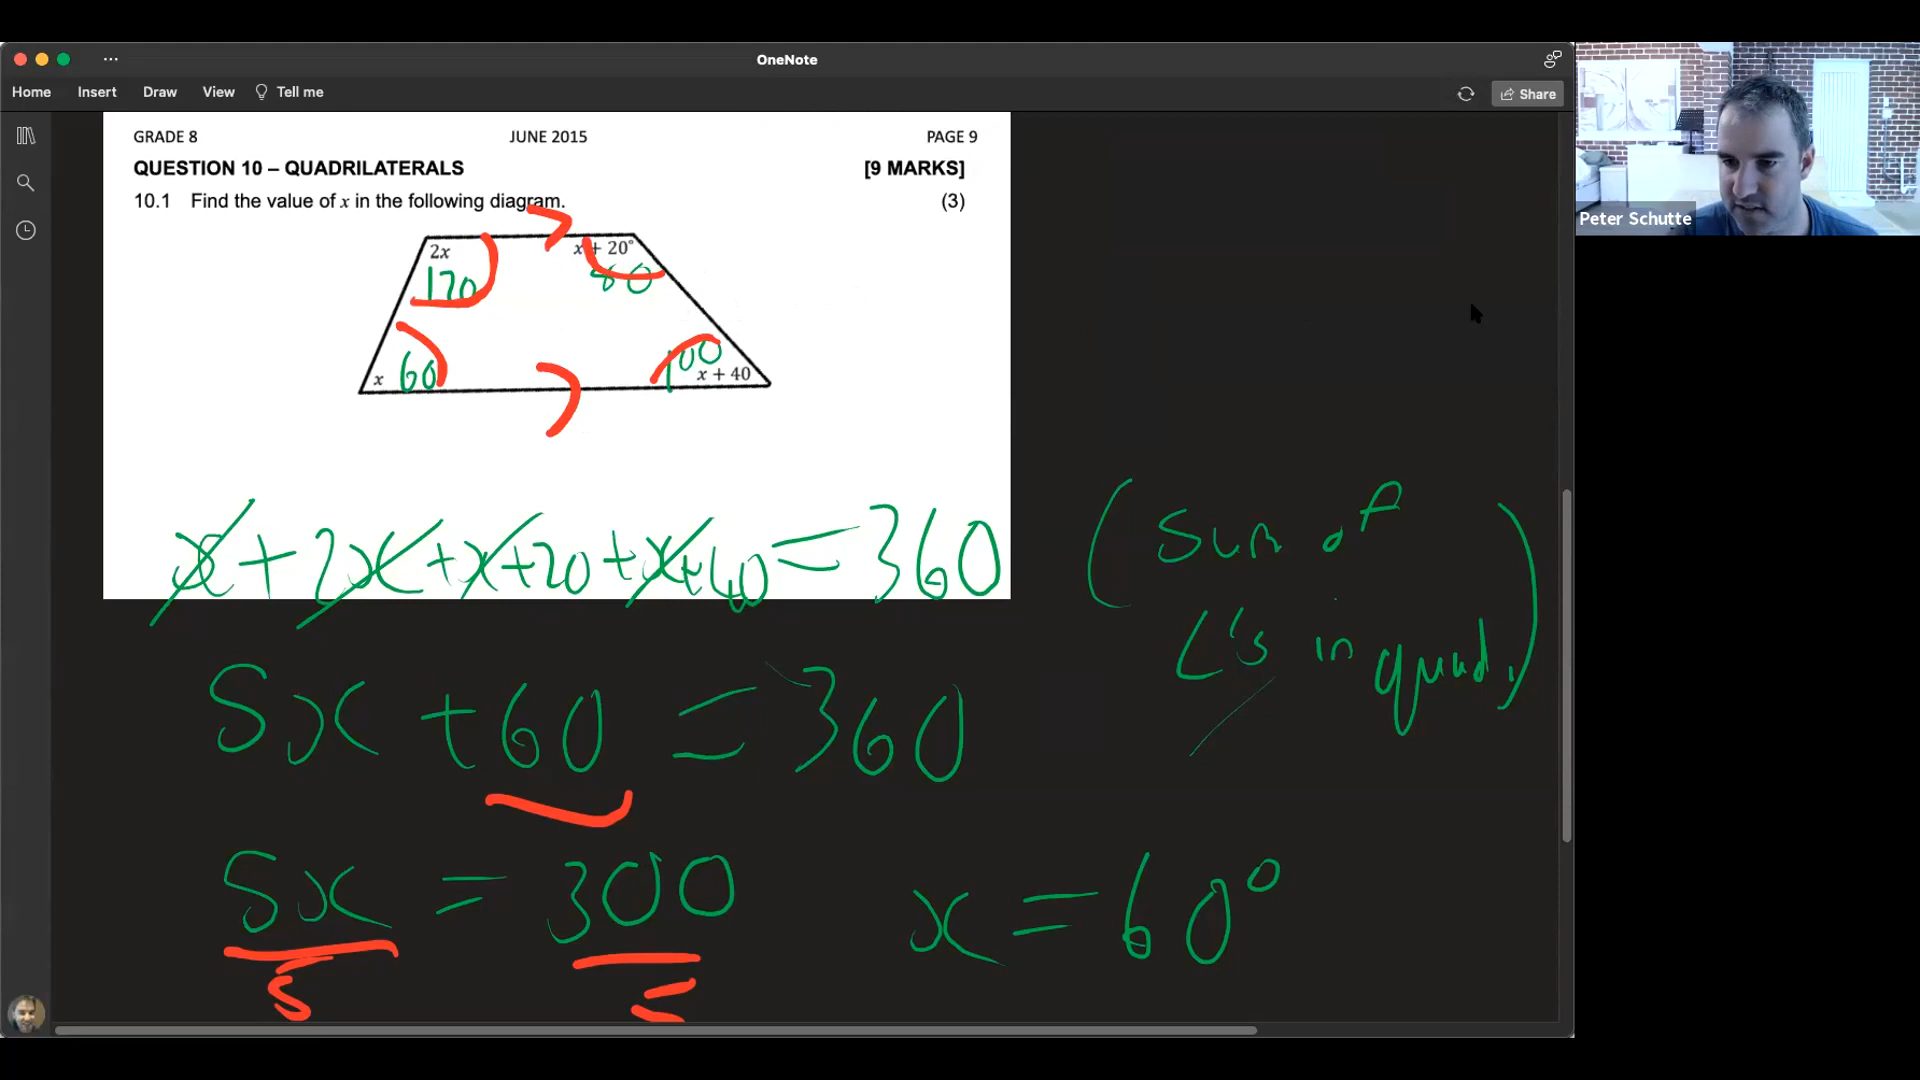 OneNote
Home Insert Draw View Tell me Share
Peter Schutte
GRADE 8 JUNE 2015 PAGE 9
QUESTION 10 – QUADRILATERALS [9 MARKS]
10.1 Find the value of x in the following diagram. (3)
2x x + 20°
120 80
60 100
x x + 40
x + 2x + x + 20 + x + 40 = 360
(sum of
∠'s in quad.)
5x + 60 = 360
5x = 300 x = 60°
5 5